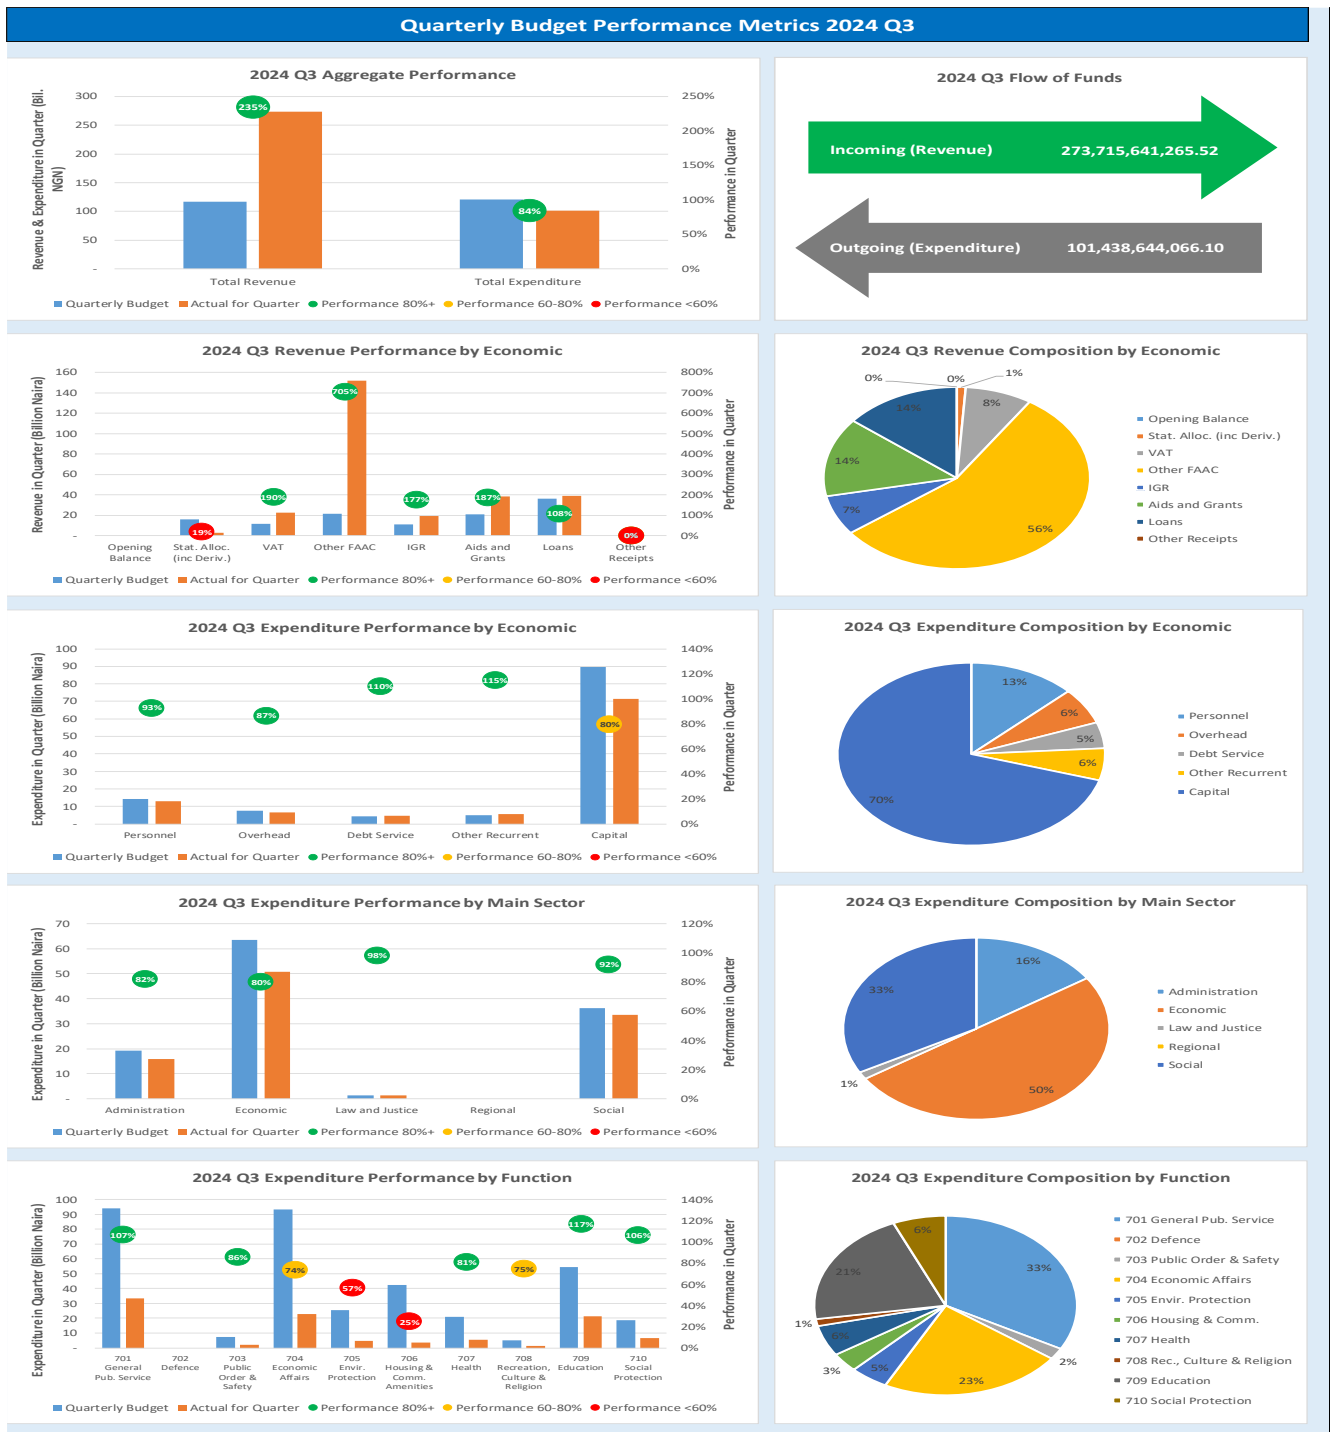 Quarterly Budget Performance Metrics 2024 Q3
2024 Q3 Aggregate Performance
Revenue & Expenditure in Quarter (Bil. NGN)
300
250
200
150
100
50
-
250%
200%
150%
100%
50%
0%
Performance in Quarter
235%
84%
Total Revenue
Total Expenditure
Quarterly Budget
Actual for Quarter
Performance 80%+
Performance 60-80%
Performance <60%
2024 Q3 Flow of Funds
Incoming (Revenue) 273,715,641,265.52
Outgoing (Expenditure) 101,438,644,066.10
2024 Q3 Revenue Performance by Economic
Revenue in Quarter (Billion Naira)
160
140
120
100
80
60
40
20
-
800%
700%
600%
500%
400%
300%
200%
100%
0%
Performance in Quarter
19%
190%
705%
177%
187%
108%
0%
Opening Balance
Stat. Alloc. (inc Deriv.)
VAT
Other FAAC
IGR
Aids and Grants
Loans
Other Receipts
Quarterly Budget
Actual for Quarter
Performance 80%+
Performance 60-80%
Performance <60%
2024 Q3 Revenue Composition by Economic
0%
0%
1%
8%
56%
7%
14%
14%
Opening Balance
Stat. Alloc. (inc Deriv.)
VAT
Other FAAC
IGR
Aids and Grants
Loans
Other Receipts
2024 Q3 Expenditure Performance by Economic
Expenditure in Quarter (Billion Naira)
100
90
80
70
60
50
40
30
20
10
-
140%
120%
100%
80%
60%
40%
20%
0%
Performance in Quarter
93%
87%
110%
115%
80%
Personnel
Overhead
Debt Service
Other Recurrent
Capital
Quarterly Budget
Actual for Quarter
Performance 80%+
Performance 60-80%
Performance <60%
2024 Q3 Expenditure Composition by Economic
13%
6%
5%
6%
70%
Personnel
Overhead
Debt Service
Other Recurrent
Capital
2024 Q3 Expenditure Performance by Main Sector
Expenditure in Quarter (Billion Naira)
70
60
50
40
30
20
10
-
120%
100%
80%
60%
40%
20%
0%
Performance in Quarter
82%
80%
98%
92%
Administration
Economic
Law and Justice
Regional
Social
Quarterly Budget
Actual for Quarter
Performance 80%+
Performance 60-80%
Performance <60%
2024 Q3 Expenditure Composition by Main Sector
16%
50%
1%
33%
Administration
Economic
Law and Justice
Regional
Social
2024 Q3 Expenditure Performance by Function
Expenditure in Quarter (Billion Naira)
100
90
80
70
60
50
40
30
20
10
-
140%
120%
100%
80%
60%
40%
20%
0%
Performance in Quarter
107%
86%
74%
57%
25%
81%
75%
117%
106%
701 General Pub. Service
702 Defence
703 Public Order & Safety
704 Economic Affairs
705 Envir. Protection
706 Housing & Comm. Amenities
707 Health
708 Recreation, Culture & Religion
709 Education
710 Social Protection
Quarterly Budget
Actual for Quarter
Performance 80%+
Performance 60-80%
Performance <60%
2024 Q3 Expenditure Composition by Function
33%
2%
23%
5%
3%
6%
1%
21%
6%
701 General Pub. Service
702 Defence
703 Public Order & Safety
704 Economic Affairs
705 Envir. Protection
706 Housing & Comm.
707 Health
708 Rec., Culture & Religion
709 Education
710 Social Protection